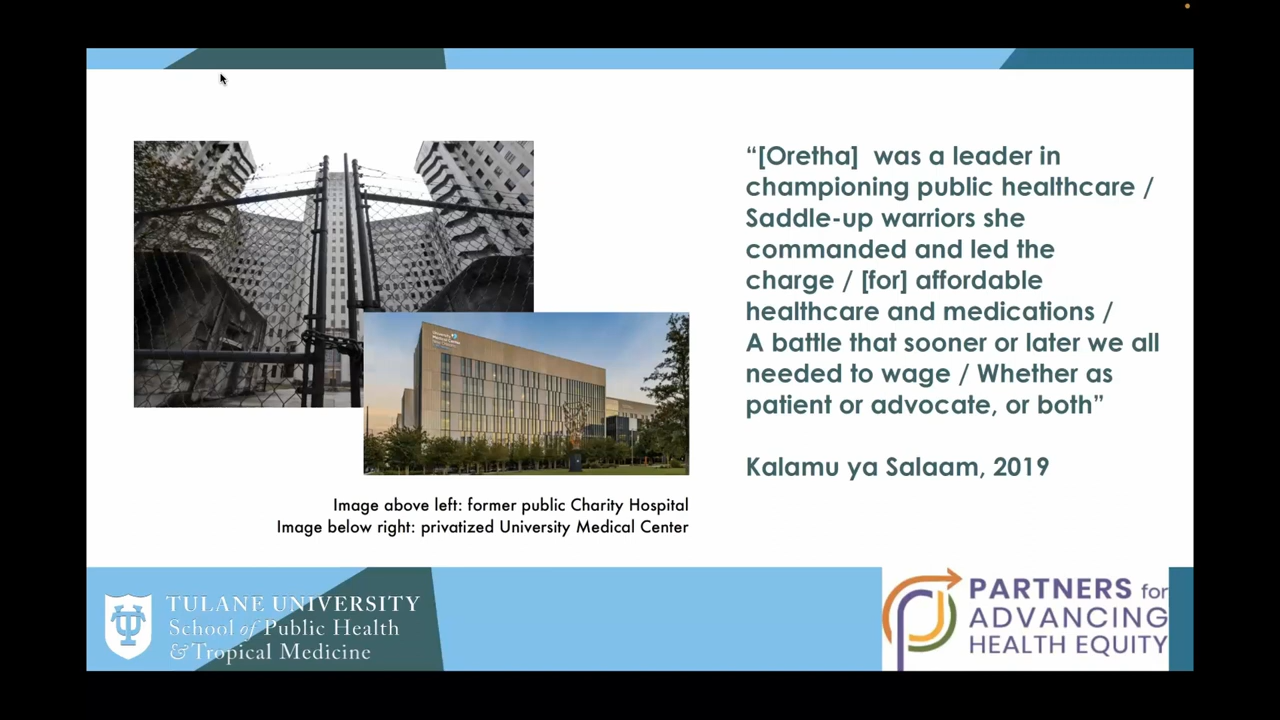 “[Oretha]  was a leader in
championing public healthcare /
Saddle-up warriors she
commanded and led the
charge / [for] affordable
healthcare and medications /
A battle that sooner or later we all
needed to wage / Whether as
patient or advocate, or both”
Kalamu ya Salaam, 2019
University
Medical Center
Image above left: former public Charity Hospital
Image below right: privatized University Medical Center
TULANE UNIVERSITY
School of Public Health
& Tropical Medicine
PARTNERS for
ADVANCING
HEALTH EQUITY